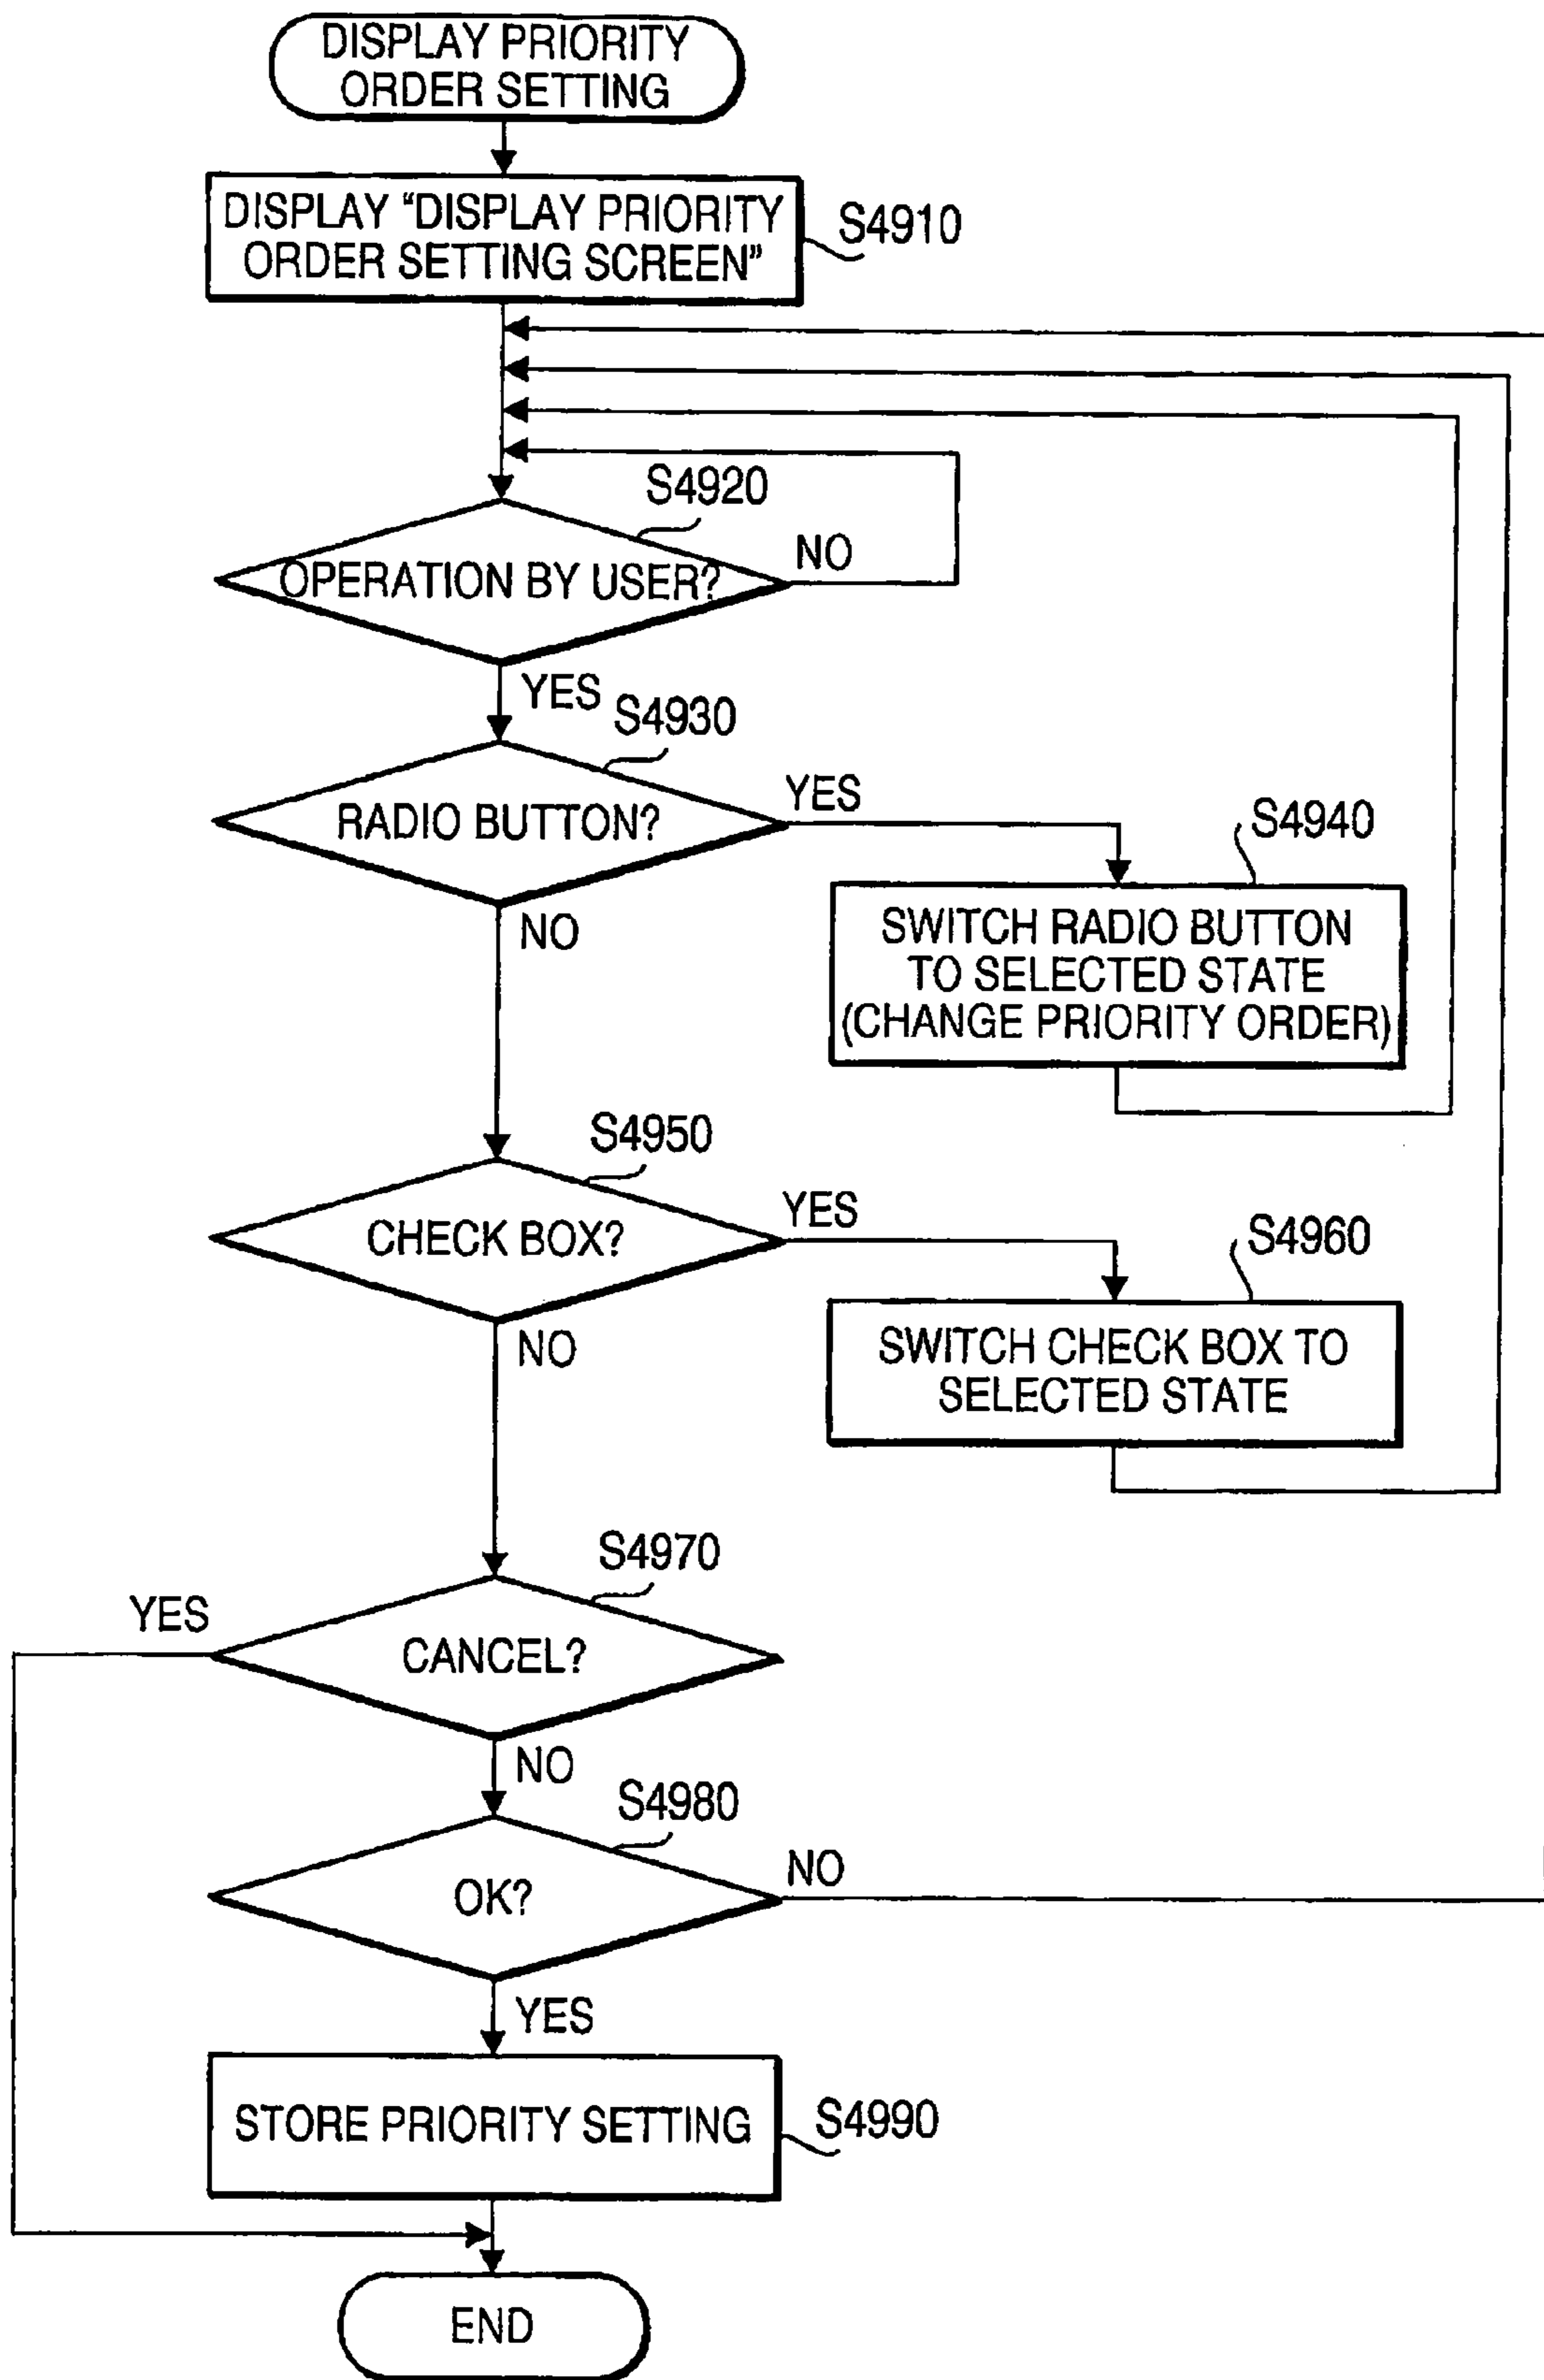 DISPLAY PRIORITY
ORDER SETTING
DISPLAY “DISPLAY PRIORITY
ORDER SETTING SCREEN”
S4910
S4920
OPERATION BY USER?
NO
YES
S4930
RADIO BUTTON?
YES
NO
S4940
SWITCH RADIO BUTTON
TO SELECTED STATE
(CHANGE PRIORITY ORDER)
S4950
CHECK BOX?
YES
NO
S4960
SWITCH CHECK BOX TO
SELECTED STATE
S4970
YES
CANCEL?
NO
S4980
OK?
NO
YES
STORE PRIORITY SETTING
S4990
END